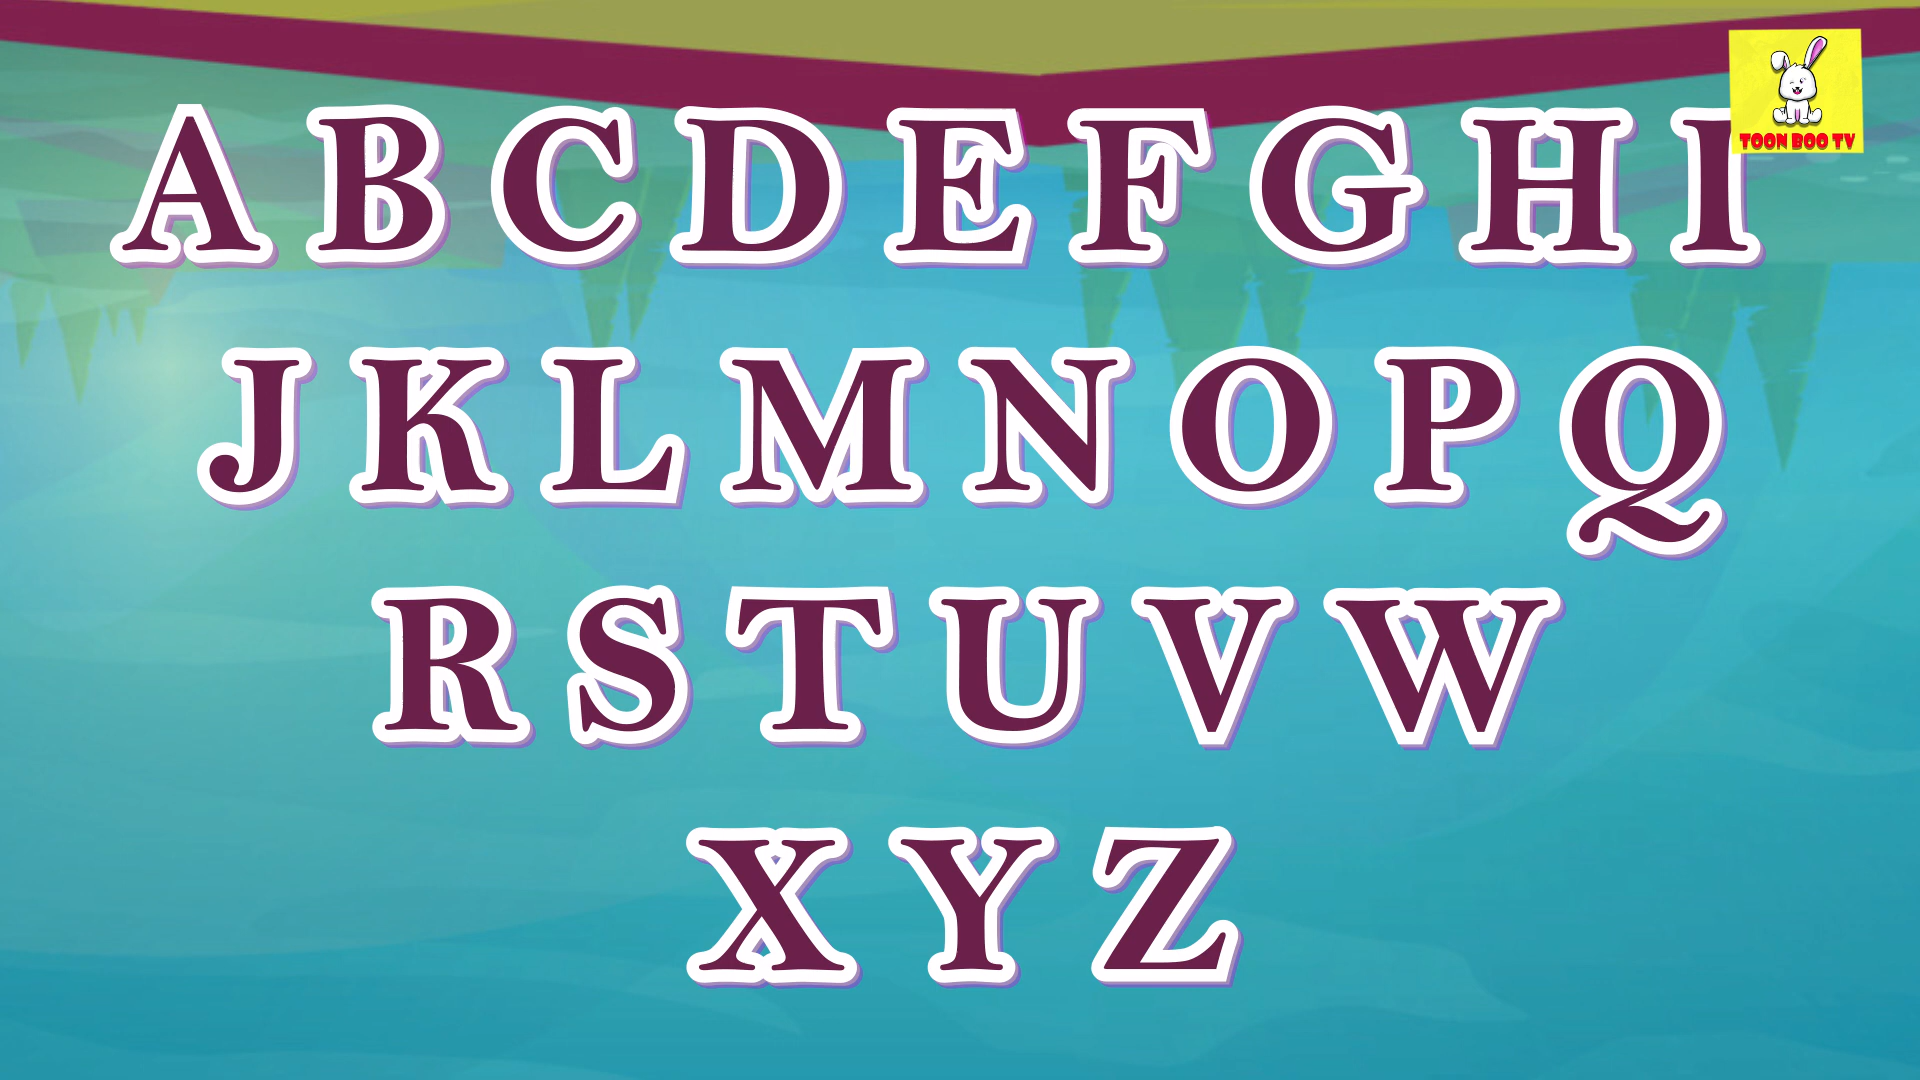 A B C D E F G H I
TOON BOO TV
J K L M N O P Q
R S T U V W
X Y Z